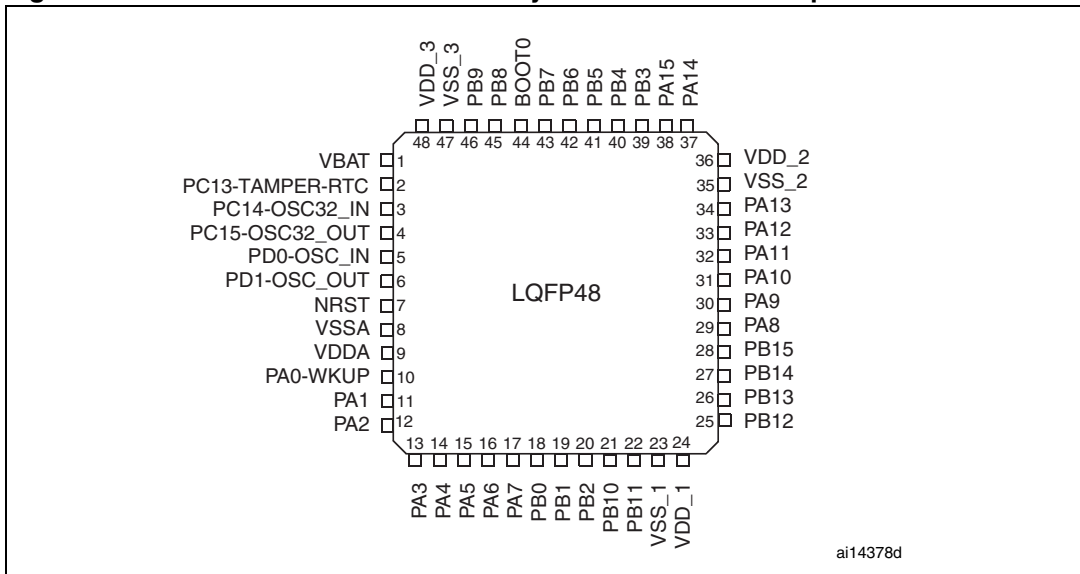 VDD_3
VSS_3
PB9
PB8
BOOT0
PB7
PB6
PB5
PB4
PB3
PA15
PA14
48 47 46 45 44 43 42 41 40 39 38 37
VBAT 1
PC13-TAMPER-RTC 2
PC14-OSC32_IN 3
PC15-OSC32_OUT 4
PD0-OSC_IN 5
PD1-OSC_OUT 6
NRST 7
VSSA 8
VDDA 9
PA0-WKUP 10
PA1 11
PA2 12
LQFP48
36 VDD_2
35 VSS_2
34 PA13
33 PA12
32 PA11
31 PA10
30 PA9
29 PA8
28 PB15
27 PB14
26 PB13
25 PB12
13 14 15 16 17 18 19 20 21 22 23 24
PA3
PA4
PA5
PA6
PA7
PB0
PB1
PB2
PB10
PB11
VSS_1
VDD_1
ai14378d